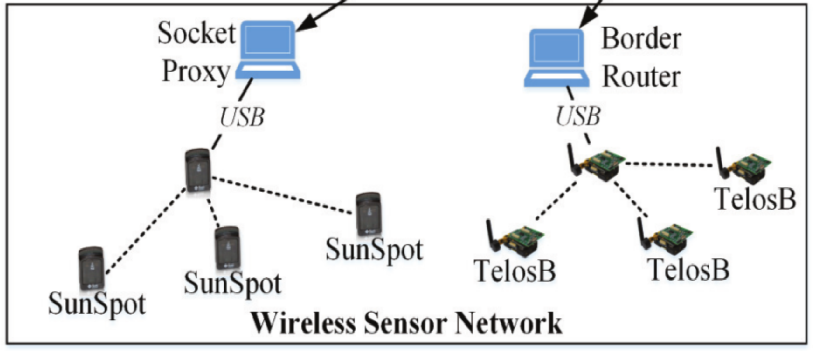 Socket
Proxy
Border
Router
USB
USB
TelosB
SunSpot
SunSpot
TelosB
TelosB
SunSpot
Wireless Sensor Network